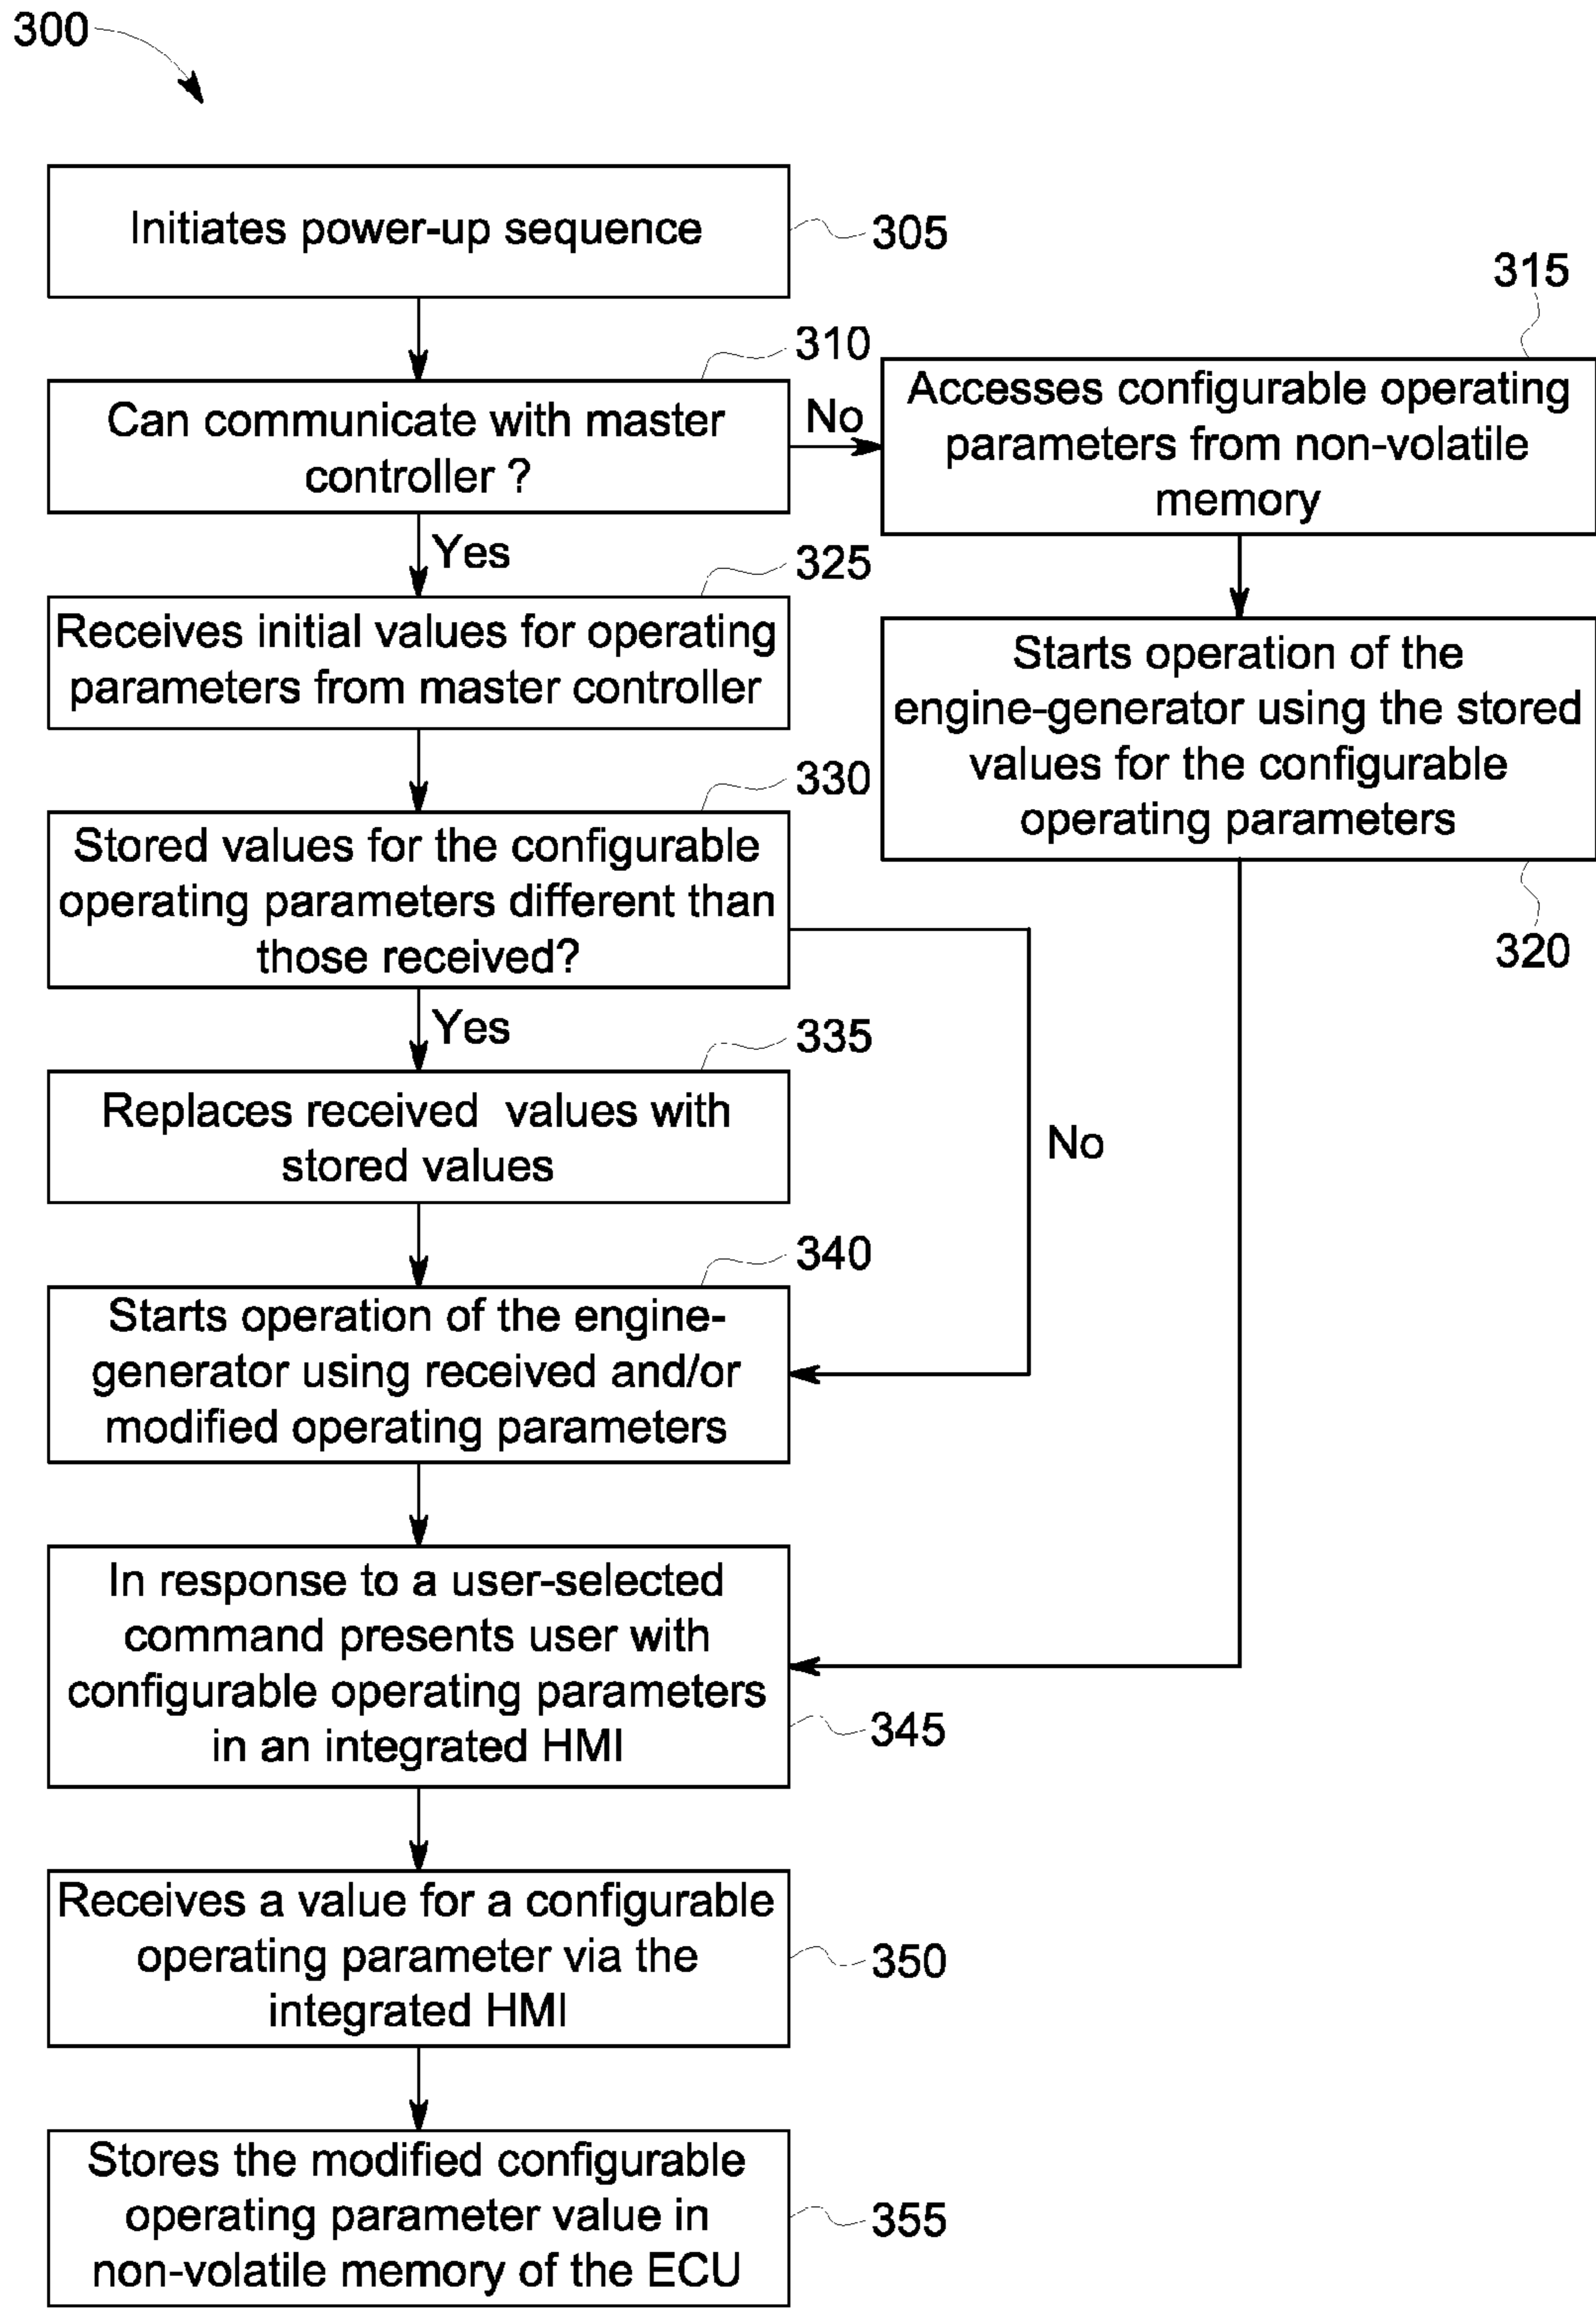 300
Initiates power-up sequence
305
310
Can communicate with master
controller ?
No
315
Accesses configurable operating
parameters from non-volatile
memory
Yes
325
Receives initial values for operating
parameters from master controller
Starts operation of the
engine-generator using the stored
values for the configurable
operating parameters
320
330
Stored values for the configurable
operating parameters different than
those received?
Yes
No
335
Replaces received values with
stored values
340
Starts operation of the engine-
generator using received and/or
modified operating parameters
In response to a user-selected
command presents user with
configurable operating parameters
in an integrated HMI
345
Receives a value for a configurable
operating parameter via the
integrated HMI
350
Stores the modified configurable
operating parameter value in
non-volatile memory of the ECU
355